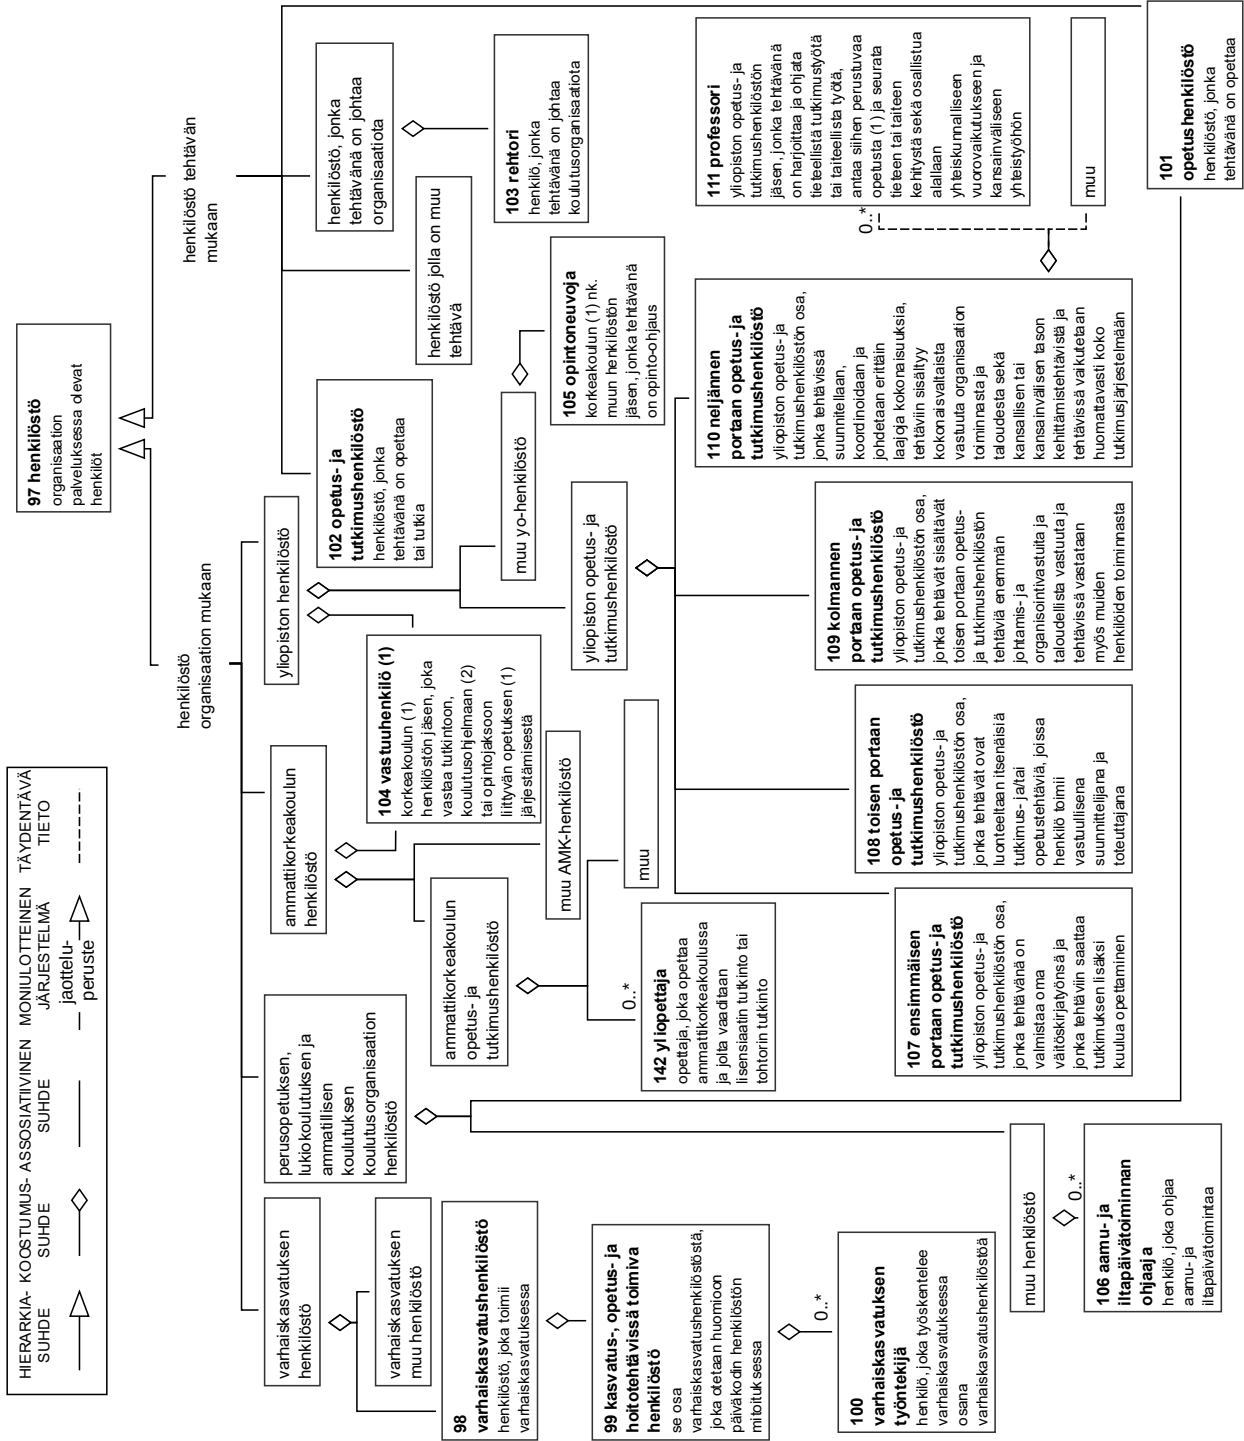 HIERARKIA-
SUHDE
KOOSTUMUS-
SUHDE
ASSOSIATIIVINEN
SUHDE
MONIULOTTEINEN
JÄRJESTELMÄ
jaottelu-
peruste
TÄYDENTÄVÄ
TIETO
97 henkilöstö
organisaation
palveluksessa olevat
henkilöt
henkilöstö
organisaation mukaan
henkilöstö tehtävän
mukaan
varhaiskasvatuksen
henkilöstö
perusopetuksen,
lukiokoulutuksen ja
ammatillisen
koulutuksen
koulutusorganisaation
henkilöstö
ammattikorkeakoulun
henkilöstö
yliopiston henkilöstö
102 opetus- ja
tutkimushenkilöstö
henkilöstö, jonka
tehtävänä on opettaa
tai tutkia
henkilöstö jolla on muu
tehtävä
henkilöstö, jonka
tehtävänä on johtaa
organisaatiota
103 rehtori
henkilö, jonka
tehtävänä on johtaa
koulutusorganisaatiota
varhaiskasvatuksen
muu henkilöstö
98
varhaiskasvatushenkilöstö
henkilöstö, joka toimii
varhaiskasvatuksessa
99 kasvatus-, opetus- ja
hoitotehtävissä toimiva
henkilöstö
se osa
varhaiskasvatushenkilöstöstä,
joka otetaan huomioon
päiväkodin henkilöstön
mitoituksessa
0..*
100
varhaiskasvatuksen
työntekijä
henkilö, joka työskentelee
varhaiskasvatuksessa
osana
varhaiskasvatushenkilöstöä
104 vastuuhenkilö (1)
korkeakoulun (1)
henkilöstön jäsen, joka
vastaa tutkintoon,
koulutusohjelmaan (2)
tai opintojaksoon
liittyvän opetuksen (1)
järjestämisestä
ammattikorkeakoulun
opetus- ja
tutkimushenkilöstö
muu AMK-henkilöstö
0..*
142 yliopettaja
opettaja, joka opettaa
ammattikorkeakoulussa
ja jolta vaaditaan
lisensiaatin tutkinto tai
tohtorin tutkinto
muu
muu yo-henkilöstö
105 opintoneuvoja
korkeakoulun (1) nk.
muun henkilöstön
jäsen, jonka tehtävänä
on opinto-ohjaus
yliopiston opetus- ja
tutkimushenkilöstö
107 ensimmäisen
portaan opetus- ja
tutkimushenkilöstö
yliopiston opetus- ja
tutkimushenkilöstön osa,
jonka tehtävänä on
valmistaa oma
väitöskirjatyönsä ja
jonka tehtäviin saattaa
tutkimuksen lisäksi
kuulua opettaminen
108 toisen portaan
opetus- ja
tutkimushenkilöstö
yliopiston opetus- ja
tutkimushenkilöstön osa,
jonka tehtävät ovat
luonteeltaan itsenäisiä
tutkimus- ja/tai
opetustehtäviä, joissa
henkilö toimii
vastuullisena
suunnittelijana ja
toteuttajana
109 kolmannen
portaan opetus- ja
tutkimushenkilöstö
yliopiston opetus- ja
tutkimushenkilöstön osa,
jonka tehtävät sisältävät
toisen portaan opetus-
ja tutkimushenkilöstön
tehtäviä enemmän
johtamis- ja
organisointivastuita ja
taloudellista vastuuta ja
tehtävissä vastataan
myös muiden
henkilöiden toiminnasta
110 neljännen
portaan opetus- ja
tutkimushenkilöstö
yliopiston opetus- ja
tutkimushenkilöstön osa,
jonka tehtävissä
suunnitellaan,
koordinoidaan ja
johdetaan erittäin
laajoja kokonaisuuksia,
tehtäviin sisältyy
kokonaisvaltaista
vastuuta organisaation
toiminnasta ja
taloudesta sekä
kansallisen tai
kansainvälisen tason
kehittämistehtävistä ja
tehtävissä vaikutetaan
huomattavasti koko
tutkimusjärjestelmään
0..*
111 professori
yliopiston opetus- ja
tutkimushenkilöstön
jäsen, jonka tehtävänä
on harjoittaa ja ohjata
tieteellistä tutkimustyötä
tai taiteellista työtä,
antaa siihen perustuvaa
opetusta (1) ja seurata
tieteen tai taiteen
kehitystä sekä osallistua
alallaan
yhteiskunnalliseen
vuorovaikutukseen ja
kansainväliseen
yhteistyöhön
muu
muu henkilöstö
0..*
106 aamu- ja
iltapäivätoiminnan
ohjaaja
henkilö, joka ohjaa
aamu- ja
iltapäivätoimintaa
101
opetushenkilöstö
henkilöstö, jonka
tehtävänä on opettaa